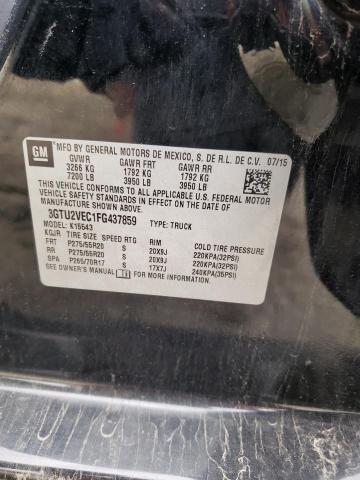 GM
MFD BY GENERAL MOTORS DE MEXICO, S. DE R.L. DE C.V. 07/15
GVWR GAWR FRT GAWR RR
3266 KG 1792 KG 1792 KG
7200 LB 3950 LB 3950 LB
THIS VEHICLE CONFORMS TO ALL APPLICABLE U.S. FEDERAL
MOTOR VEHICLE SAFETY STANDARDS IN EFFECT ON THE DATE OF
MANUFACTURE SHOWN ABOVE.
3GTU2VEC1FG437859 TYPE: TRUCK
MODEL: K15543
KGJR TIRE SIZE SPEED RTG RIM COLD TIRE PRESSURE
FRT P275/55R20 S 20X9J 220KPA(32PSI)
RR P275/55R20 S 20X9J 220KPA(32PSI)
SPA P265/70R17 S 17X7J 240KPA(35PSI)
SEE OWNER'S MANUAL FOR MORE INFORMATION.